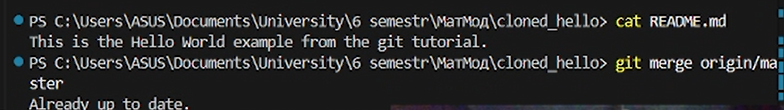 PS C:\Users\ASUS\Documents\University\6 semestr\МатМод\cloned_hello> cat README.md
This is the Hello World example from the git tutorial.
PS C:\Users\ASUS\Documents\University\6 semestr\МатМод\cloned_hello> git merge origin/ma
ster
Already up to date.